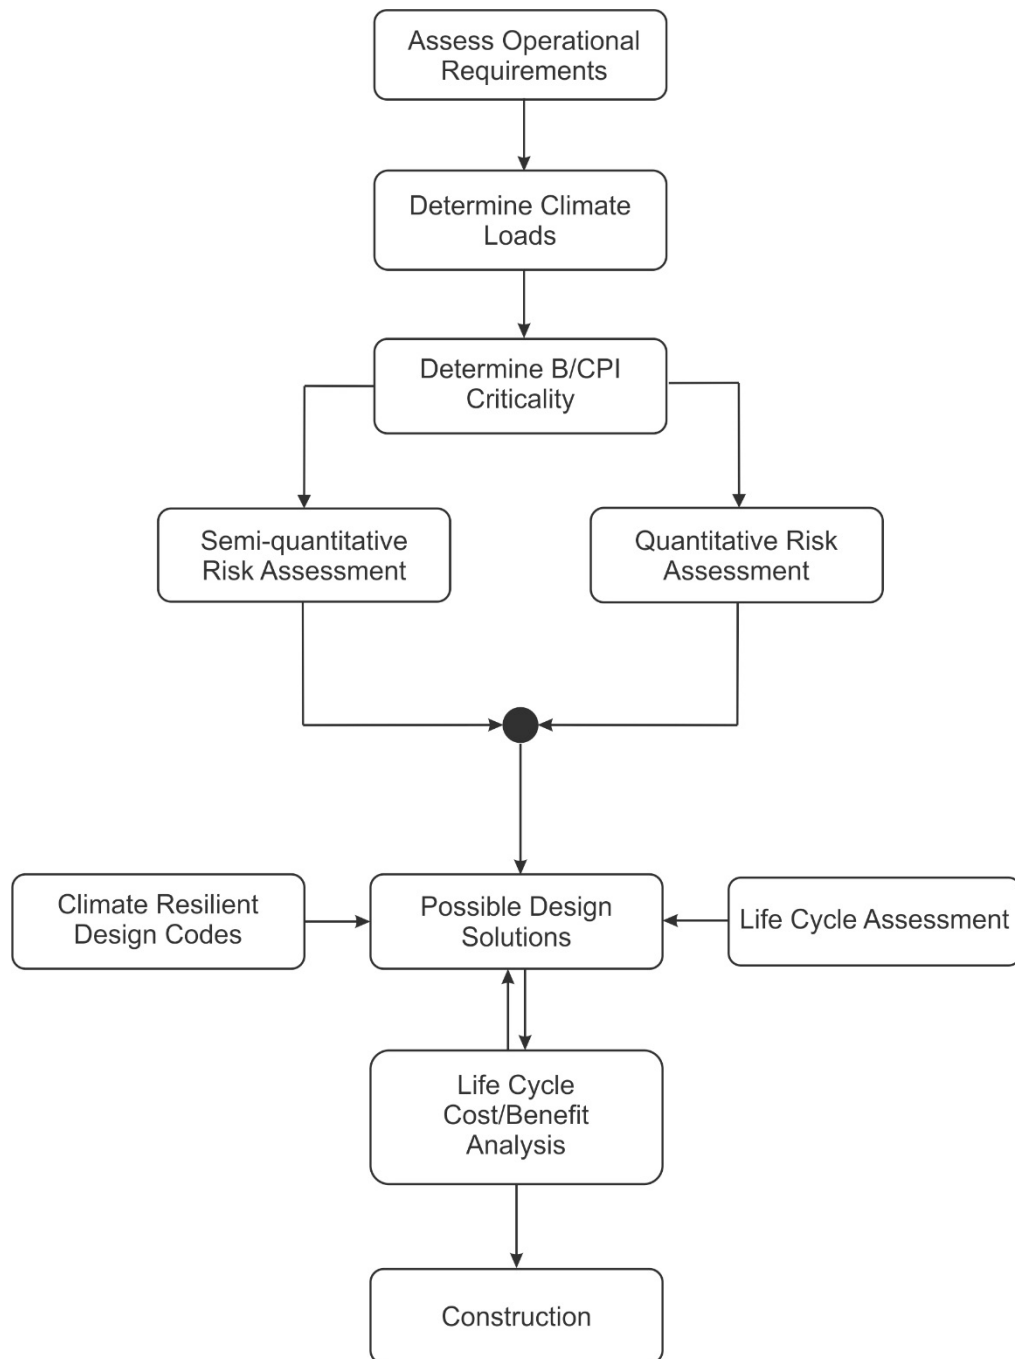 Assess Operational
Requirements
Determine Climate
Loads
Determine B/CPI
Criticality
Semi-quantitative
Risk Assessment
Quantitative Risk
Assessment
Climate Resilient
Design Codes
Possible Design
Solutions
Life Cycle Assessment
Life Cycle
Cost/Benefit
Analysis
Construction